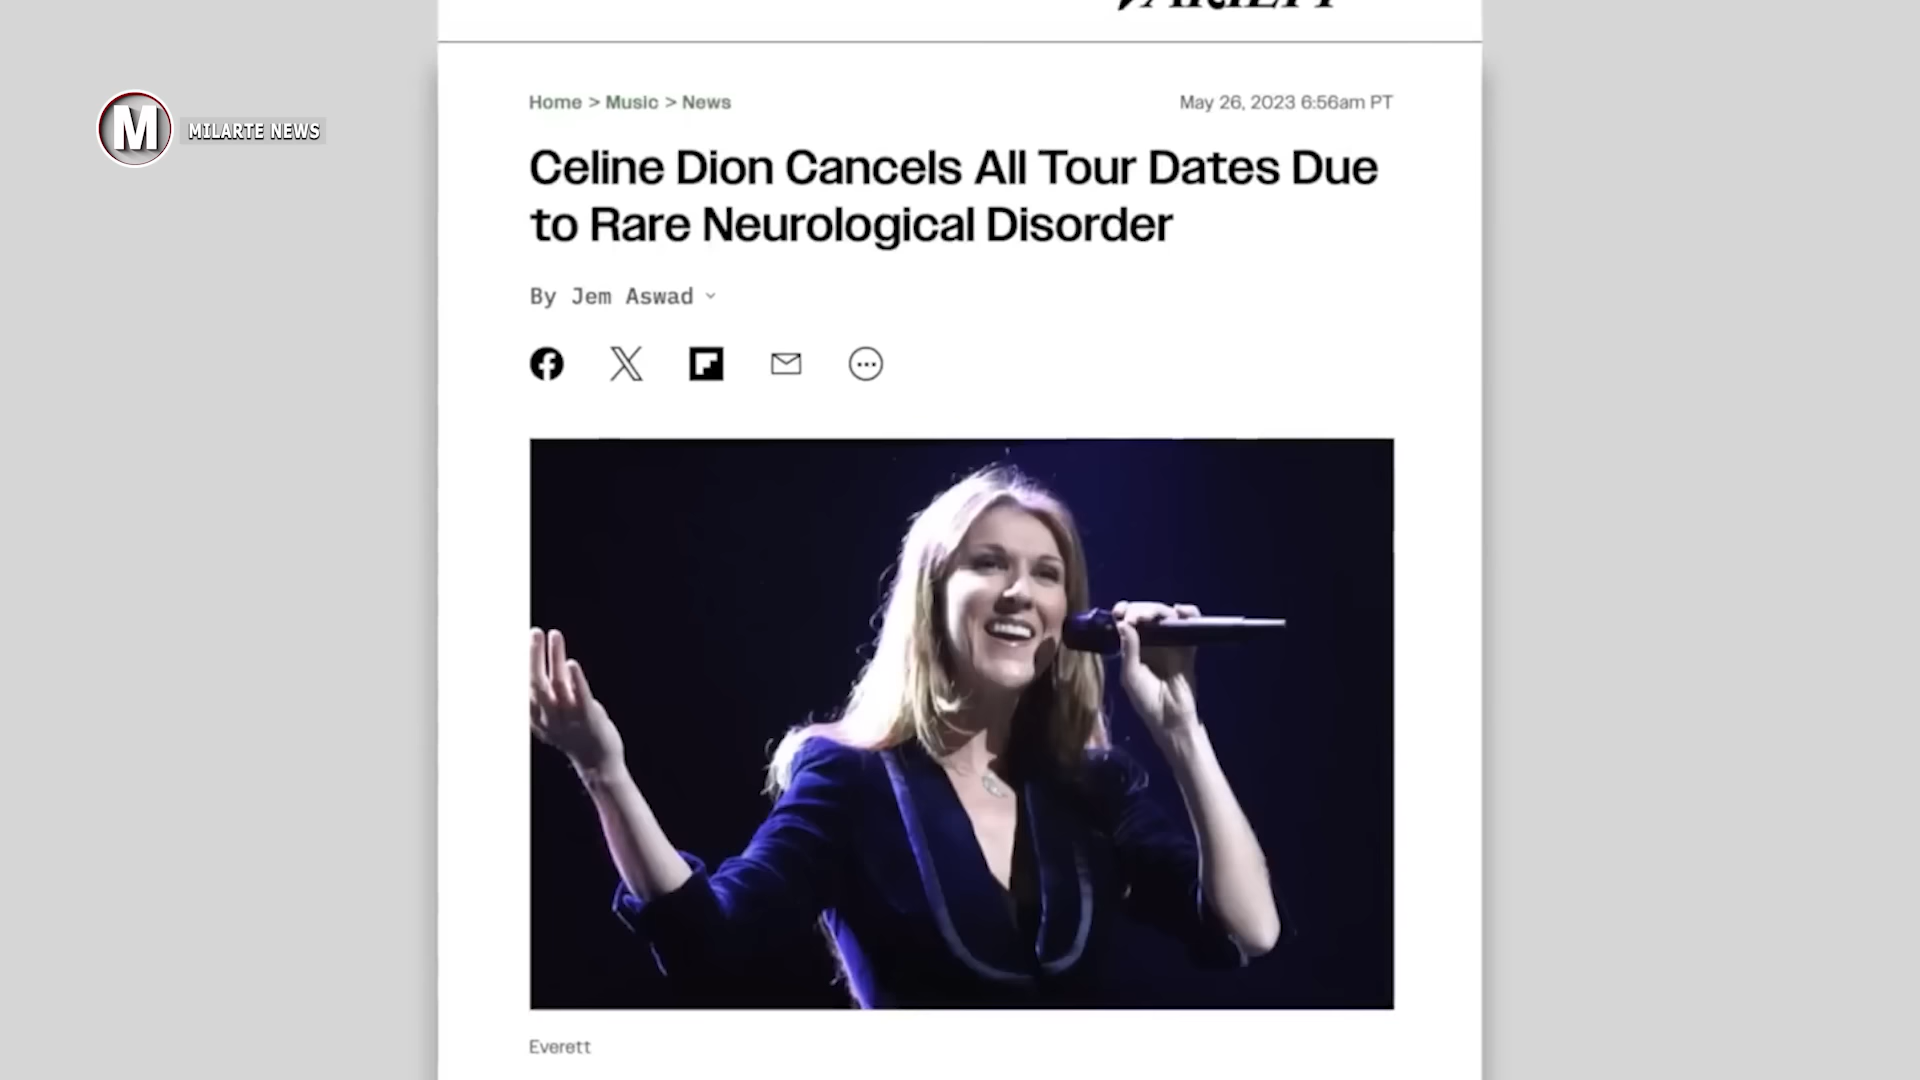 VARIETY
M
MILARTE NEWS
Home > Music > News
May 26, 2023 6:56am PT
Celine Dion Cancels All Tour Dates Due
to Rare Neurological Disorder
By Jem Aswad
Everett